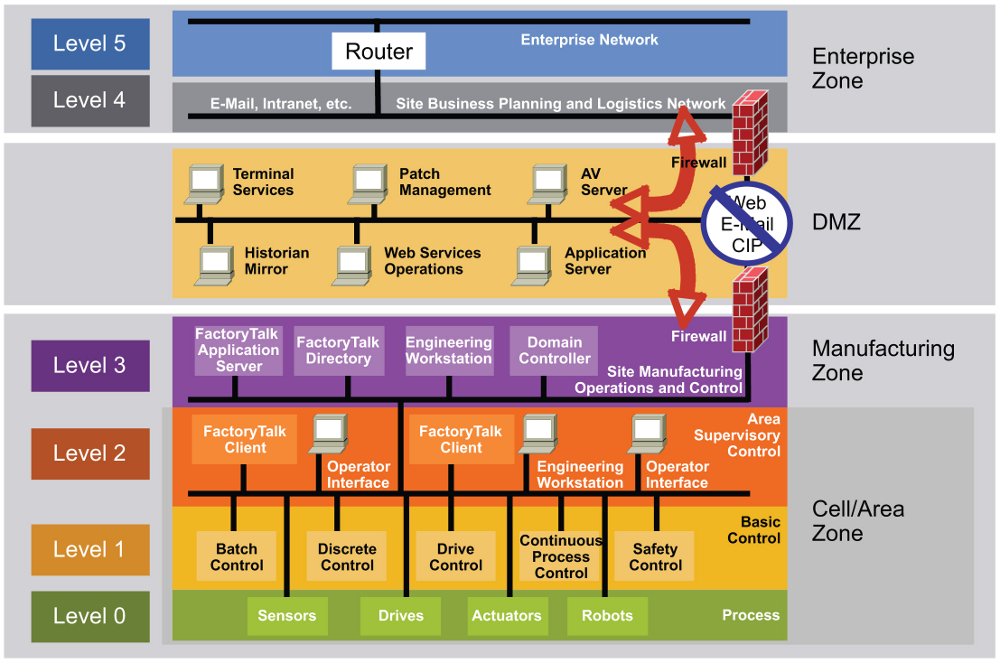 Level 5
Enterprise Network
Router
Enterprise
Zone
Level 4
E-Mail, Intranet, etc.
Site Business Planning and Logistics Network
Firewall
Terminal
Services
Patch
Management
AV
Server
Web
E-Mail
CIP
DMZ
Historian
Mirror
Web Services
Operations
Application
Server
Firewall
Level 3
FactoryTalk
Application
Server
FactoryTalk
Directory
Engineering
Workstation
Domain
Controller
Site Manufacturing
Operations and Control
Manufacturing
Zone
Level 2
FactoryTalk
Client
Operator
Interface
FactoryTalk
Client
Engineering
Workstation
Operator
Interface
Area
Supervisory
Control
Cell/Area
Zone
Level 1
Batch
Control
Discrete
Control
Drive
Control
Continuous
Process
Control
Safety
Control
Basic
Control
Level 0
Sensors
Drives
Actuators
Robots
Process